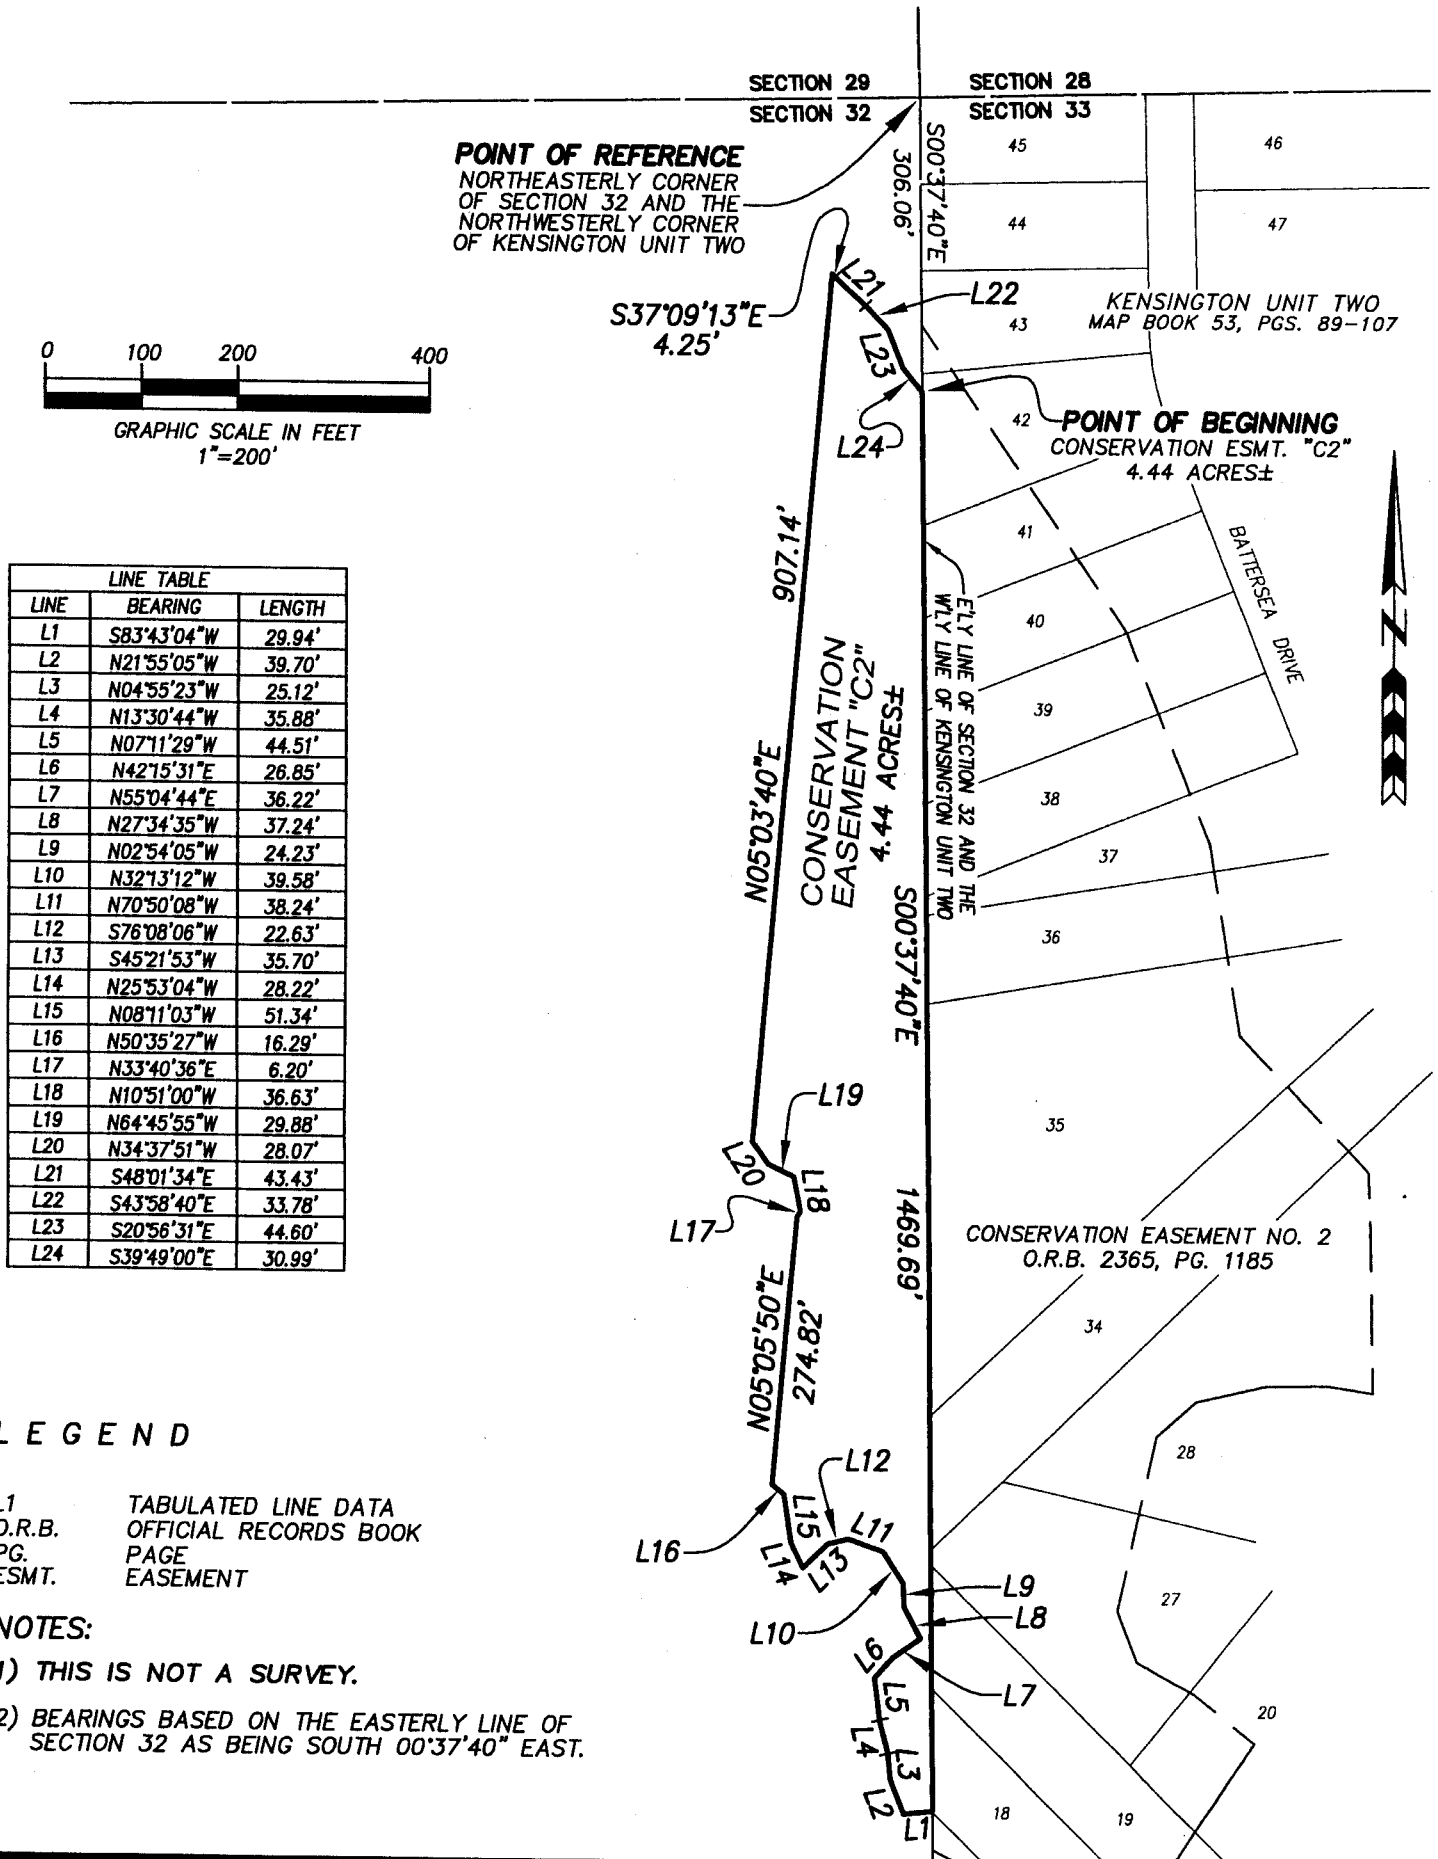 SECTION 29
SECTION 28
SECTION 32
SECTION 33
POINT OF REFERENCE
NORTHEASTERLY CORNER
OF SECTION 32 AND THE
NORTHWESTERLY CORNER
OF KENSINGTON UNIT TWO
S00°37'40"E
306.06'
45
46
44
47
43
KENSINGTON UNIT TWO
MAP BOOK 53, PGS. 89-107
L21
L22
S37°09'13"E
4.25'
L23
L24
42
POINT OF BEGINNING
CONSERVATION ESMT. "C2"
4.44 ACRES±
0 100 200 400
GRAPHIC SCALE IN FEET
1"=200'
907.14'
N05°03'40"E
41
BATTERSEA DRIVE
N
40
39
38
37
36
E'LY LINE OF SECTION 32 AND THE
W'LY LINE OF KENSINGTON UNIT TWO
CONSERVATION
EASEMENT "C2"
4.44 ACRES±
S00°37'40"E
1469.69'
LINE TABLE
LINE BEARING LENGTH
L1 S83°43'04"W 29.94'
L2 N21°55'05"W 39.70'
L3 N04°55'23"W 25.12'
L4 N13°30'44"W 35.88'
L5 N07°11'29"W 44.51'
L6 N42°15'31"E 26.85'
L7 N55°04'44"E 36.22'
L8 N27°34'35"W 37.24'
L9 N02°54'05"W 24.23'
L10 N32°13'12"W 39.58'
L11 N70°50'08"W 38.24'
L12 S76°08'06"W 22.63'
L13 S45°21'53"W 35.70'
L14 N25°53'04"W 28.22'
L15 N08°11'03"W 51.34'
L16 N50°35'27"W 16.29'
L17 N33°40'36"E 6.20'
L18 N10°51'00"W 36.63'
L19 N64°45'55"W 29.88'
L20 N34°37'51"W 28.07'
L21 S48°01'34"E 43.43'
L22 S43°58'40"E 33.78'
L23 S20°56'31"E 44.60'
L24 S39°49'00"E 30.99'
L19
L20
L18
L17
35
CONSERVATION EASEMENT NO. 2
O.R.B. 2365, PG. 1185
N05°05'50"E
274.82'
34
28
27
20
L12
L15
L11
L16
L14
L13
L10
L9
L8
L6
L7
L5
L4
L3
L2
L1
18
19
LEGEND
L1 TABULATED LINE DATA
O.R.B. OFFICIAL RECORDS BOOK
PG. PAGE
ESMT. EASEMENT
NOTES:
1) THIS IS NOT A SURVEY.
2) BEARINGS BASED ON THE EASTERLY LINE OF
SECTION 32 AS BEING SOUTH 00°37'40" EAST.